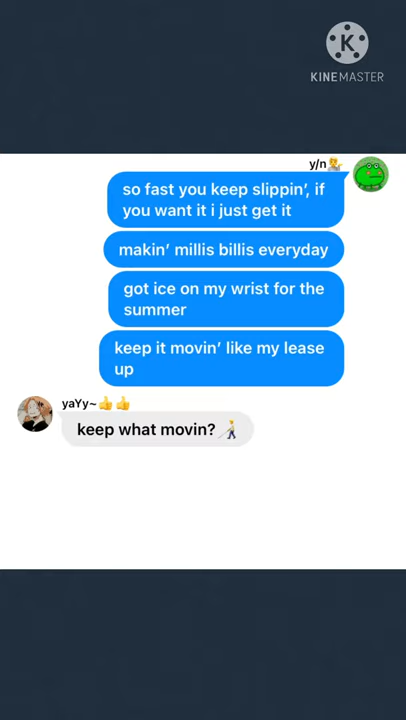 KINEMASTER
y/n💁
so fast you keep slippin’, if
you want it i just get it
makin’ millis billis everyday
got ice on my wrist for the
summer
keep it movin’ like my lease
up
yaYy~👍👍
keep what movin?👨‍🦯